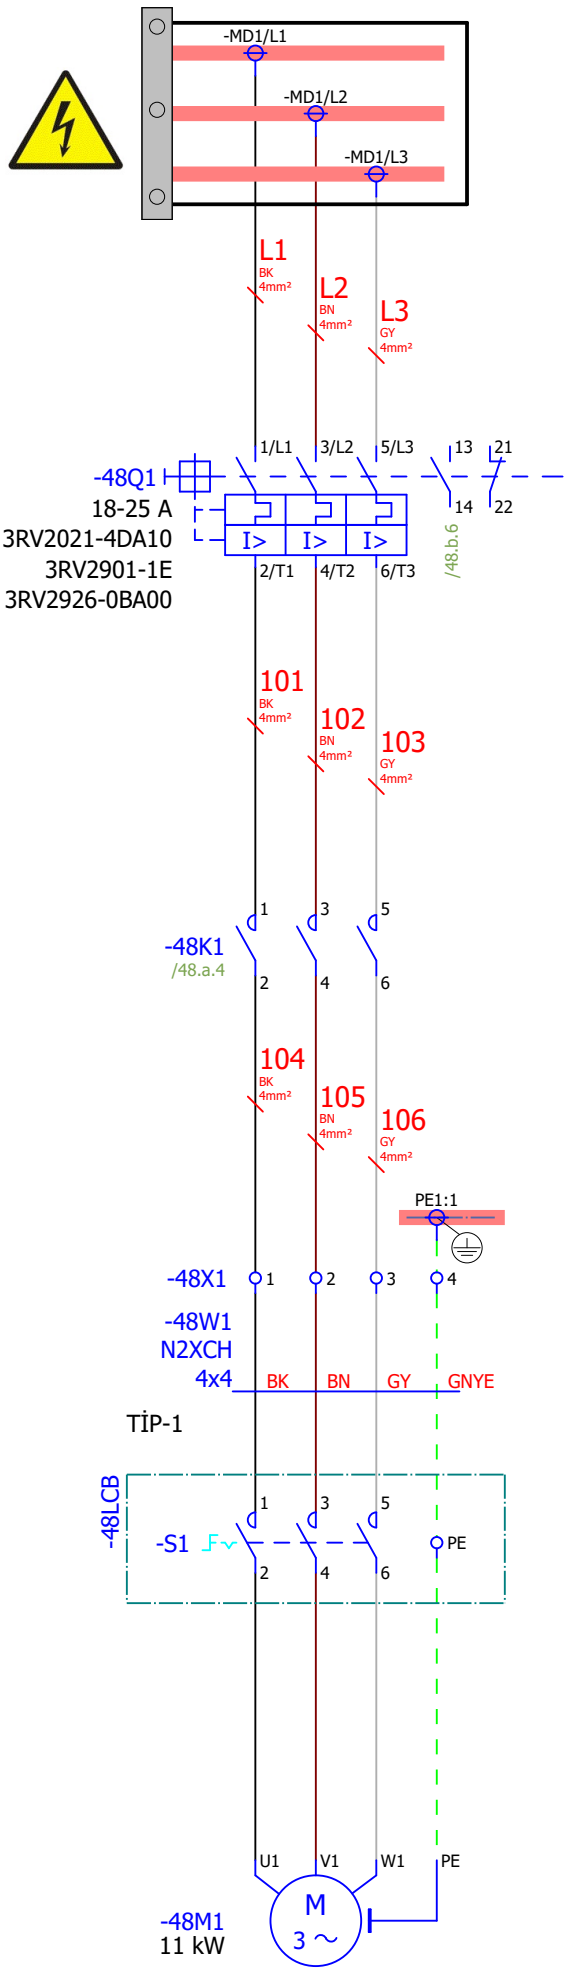 -MD1/L1
-MD1/L2
-MD1/L3
L1
BK
4mm²
L2
BN
4mm²
L3
GY
4mm²
1/L1 3/L2 5/L3 13 21
-48Q1
18-25 A
3RV2021-4DA10
3RV2901-1E
3RV2926-0BA00
14 22
I> I> I>
/48.b.6
2/T1 4/T2 6/T3
101
BK
4mm²
102
BN
4mm²
103
GY
4mm²
1 3 5
-48K1
/48.a.4
2 4 6
104
BK
4mm²
105
BN
4mm²
106
GY
4mm²
PE1:1
-48X1 1 2 3 4
-48W1
N2XCH
4x4 BK BN GY GNYE
TİP-1
-48LCB
1 3 5
-S1 PE
2 4 6
U1 V1 W1 PE
M
3 ~
-48M1
11 kW